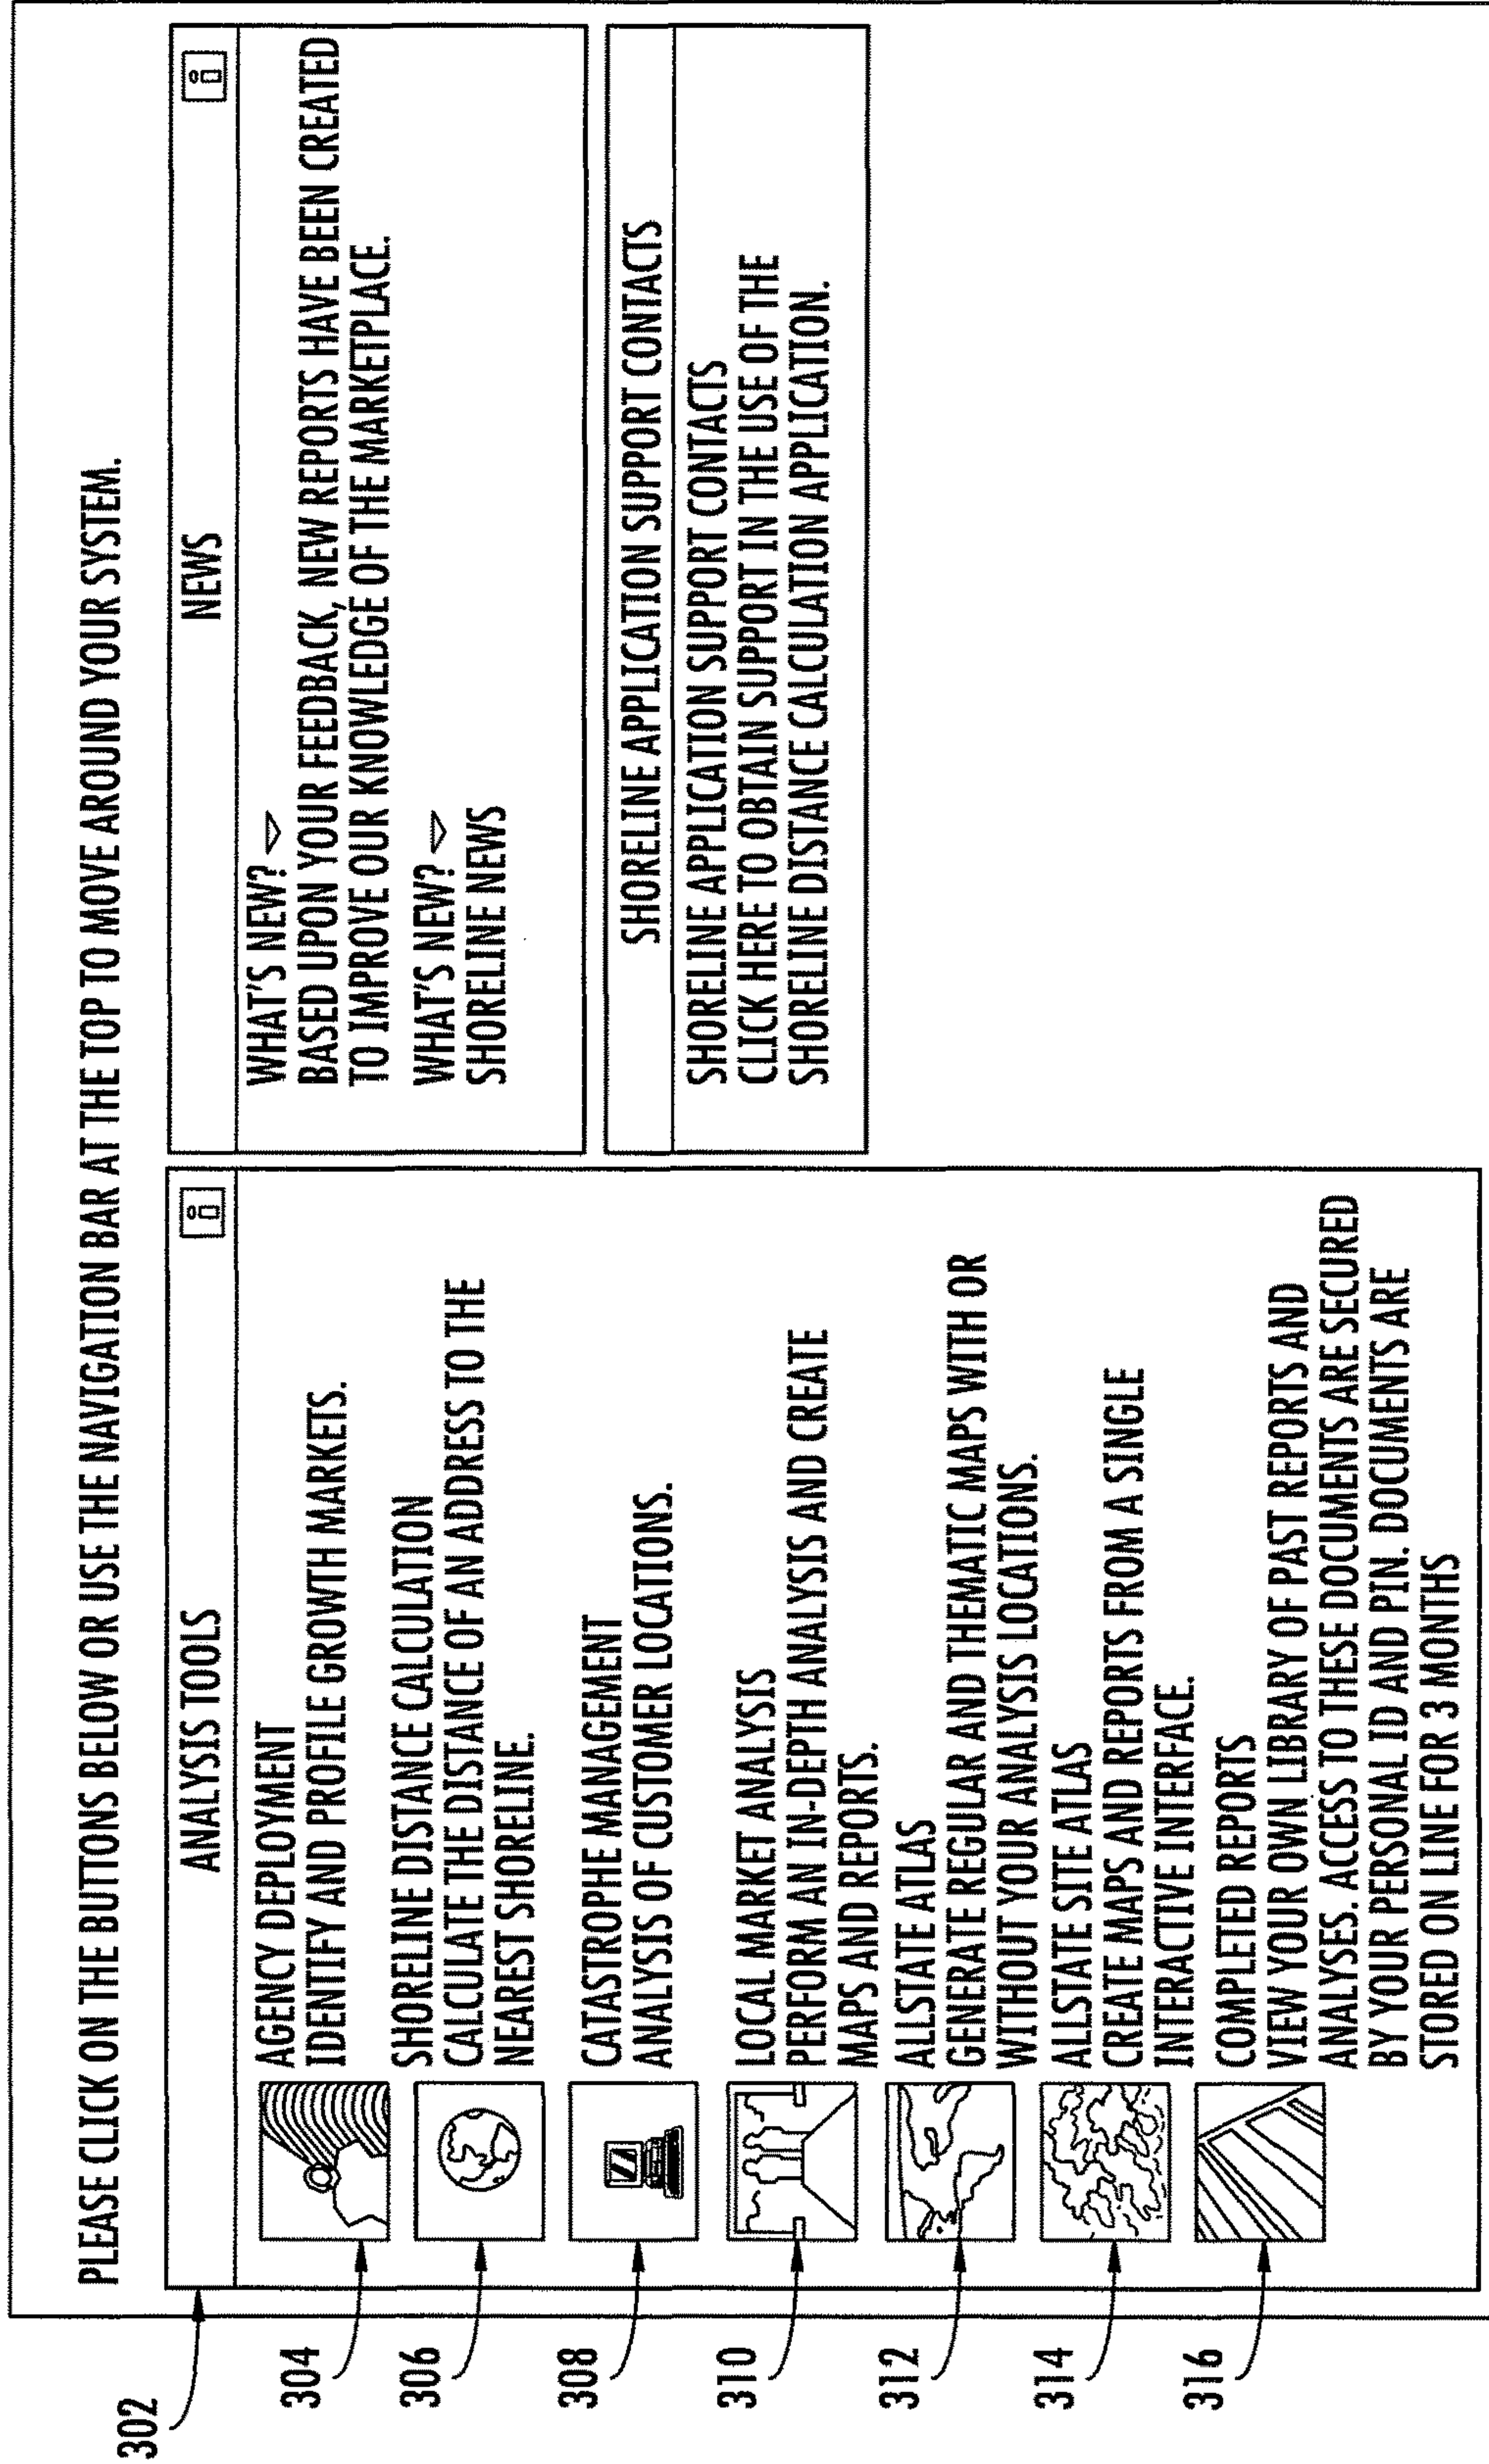 PLEASE CLICK ON THE BUTTONS BELOW OR USE THE NAVIGATION BAR AT THE TOP TO MOVE AROUND YOUR SYSTEM.
302
ANALYSIS TOOLS
i
304
AGENCY DEPLOYMENT
IDENTIFY AND PROFILE GROWTH MARKETS.
306
SHORELINE DISTANCE CALCULATION
CALCULATE THE DISTANCE OF AN ADDRESS TO THE
NEAREST SHORELINE.
308
CATASTROPHE MANAGEMENT
ANALYSIS OF CUSTOMER LOCATIONS.
310
LOCAL MARKET ANALYSIS
PERFORM AN IN-DEPTH ANALYSIS AND CREATE
MAPS AND REPORTS.
312
ALLSTATE ATLAS
GENERATE REGULAR AND THEMATIC MAPS WITH OR
WITHOUT YOUR ANALYSIS LOCATIONS.
314
ALLSTATE SITE ATLAS
CREATE MAPS AND REPORTS FROM A SINGLE
INTERACTIVE INTERFACE.
316
COMPLETED REPORTS
VIEW YOUR OWN LIBRARY OF PAST REPORTS AND
ANALYSES. ACCESS TO THESE DOCUMENTS ARE SECURED
BY YOUR PERSONAL ID AND PIN. DOCUMENTS ARE
STORED ON LINE FOR 3 MONTHS
NEWS
i
WHAT'S NEW?
BASED UPON YOUR FEEDBACK, NEW REPORTS HAVE BEEN CREATED
TO IMPROVE OUR KNOWLEDGE OF THE MARKETPLACE.
WHAT'S NEW?
SHORELINE NEWS
SHORELINE APPLICATION SUPPORT CONTACTS
SHORELINE APPLICATION SUPPORT CONTACTS
CLICK HERE TO OBTAIN SUPPORT IN THE USE OF THE
SHORELINE DISTANCE CALCULATION APPLICATION.